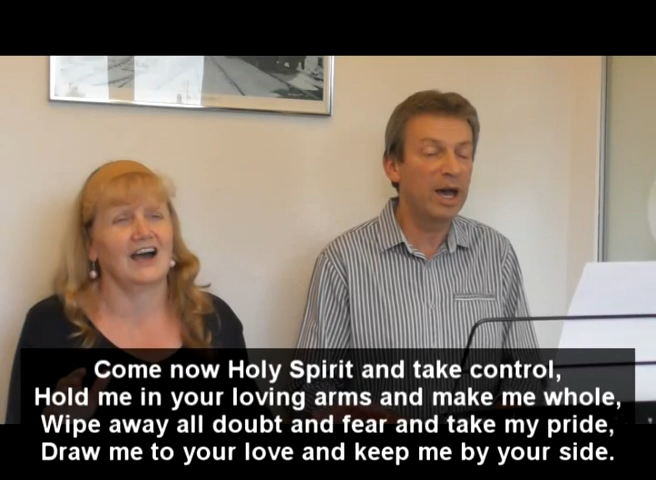 Come now Holy Spirit and take control,
Hold me in your loving arms and make me whole,
Wipe away all doubt and fear and take my pride,
Draw me to your love and keep me by your side.